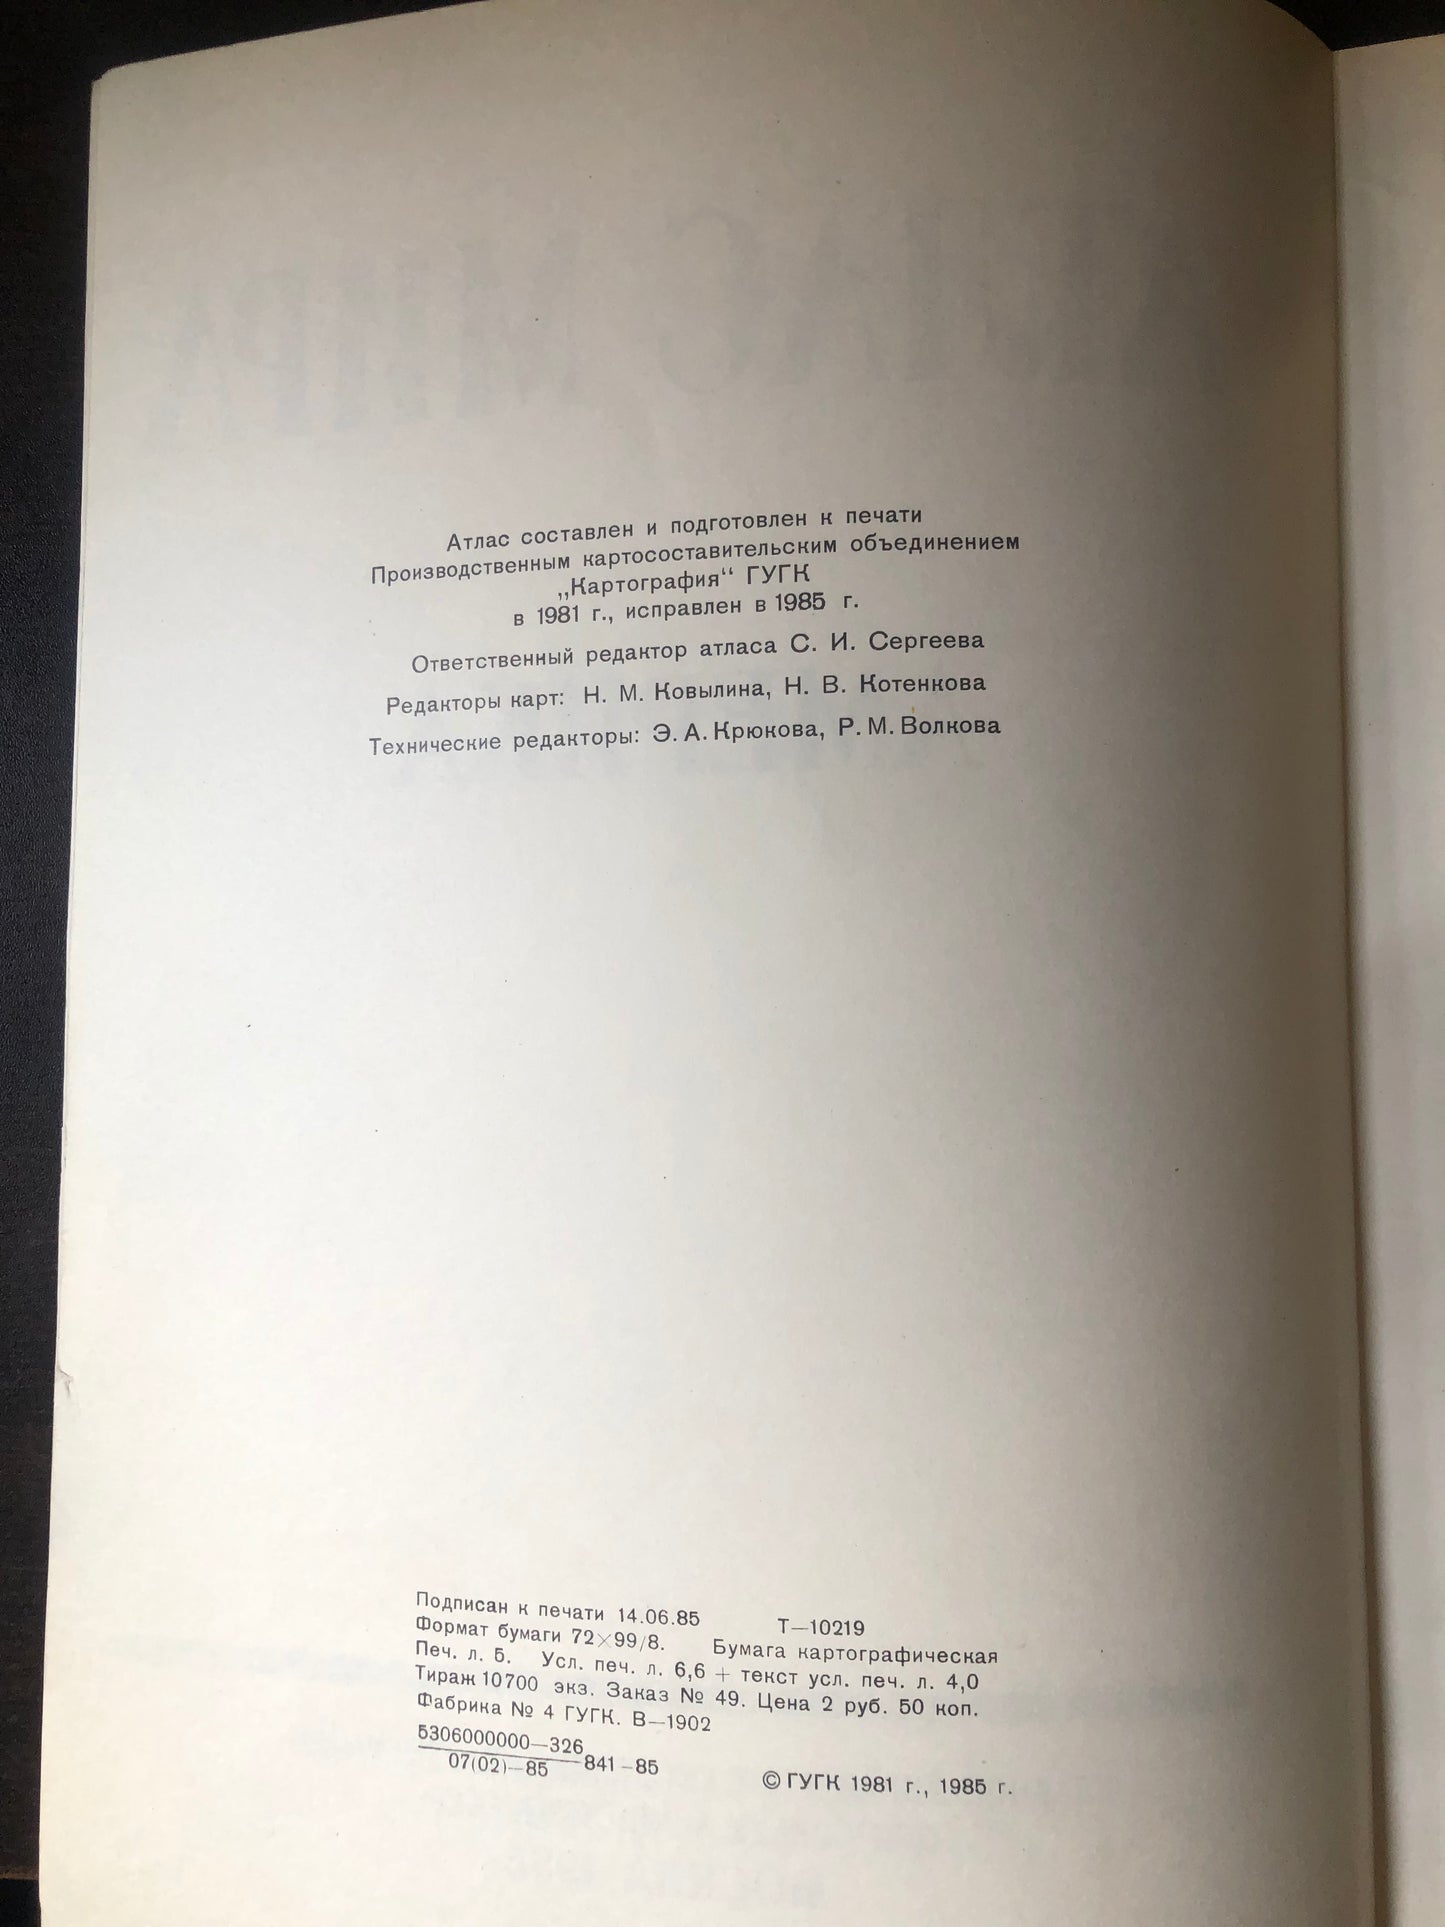 Атлас составлен и подготовлен к печати
Производственным картосоставительским объединением
„Картография“ ГУГК
в 1981 г., исправлен в 1985 г.
Ответственный редактор атласа С. И. Сергеева
Редакторы карт: Н. М. Ковылина, Н. В. Котенкова
Технические редакторы: Э. А. Крюкова, Р. М. Волкова
Подписан к печати 14.06.85 Т—10219
Формат бумаги 72×99/8. Бумага картографическая
Печ. л. 5. Усл. печ. л. 6,6 + текст усл. печ. л. 4,0
Тираж 10700 экз. Заказ № 49. Цена 2 руб. 50 коп.
Фабрика № 4 ГУГК. В—1902
5306000000—326
07(02)—85
841—85
© ГУГК 1981 г., 1985 г.